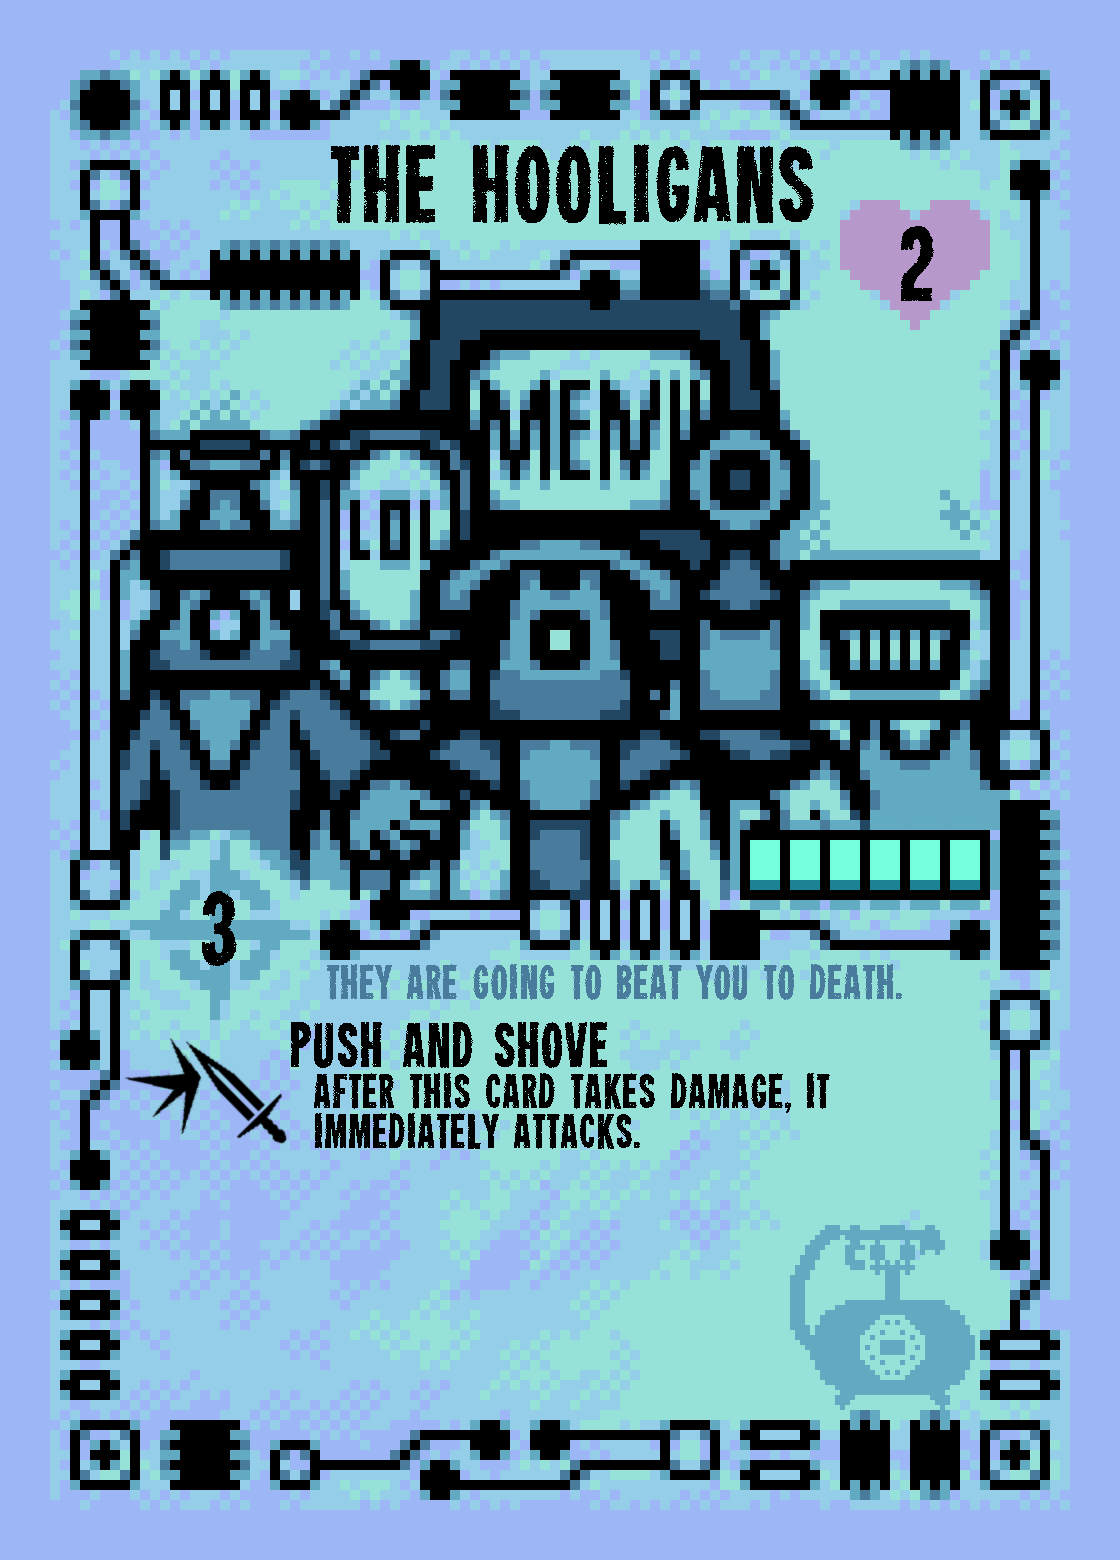 THE HOOLIGANS
2
MENU
LOL
3
THEY ARE GOING TO BEAT YOU TO DEATH.
PUSH AND SHOVE
AFTER THIS CARD TAKES DAMAGE, IT
IMMEDIATELY ATTACKS.